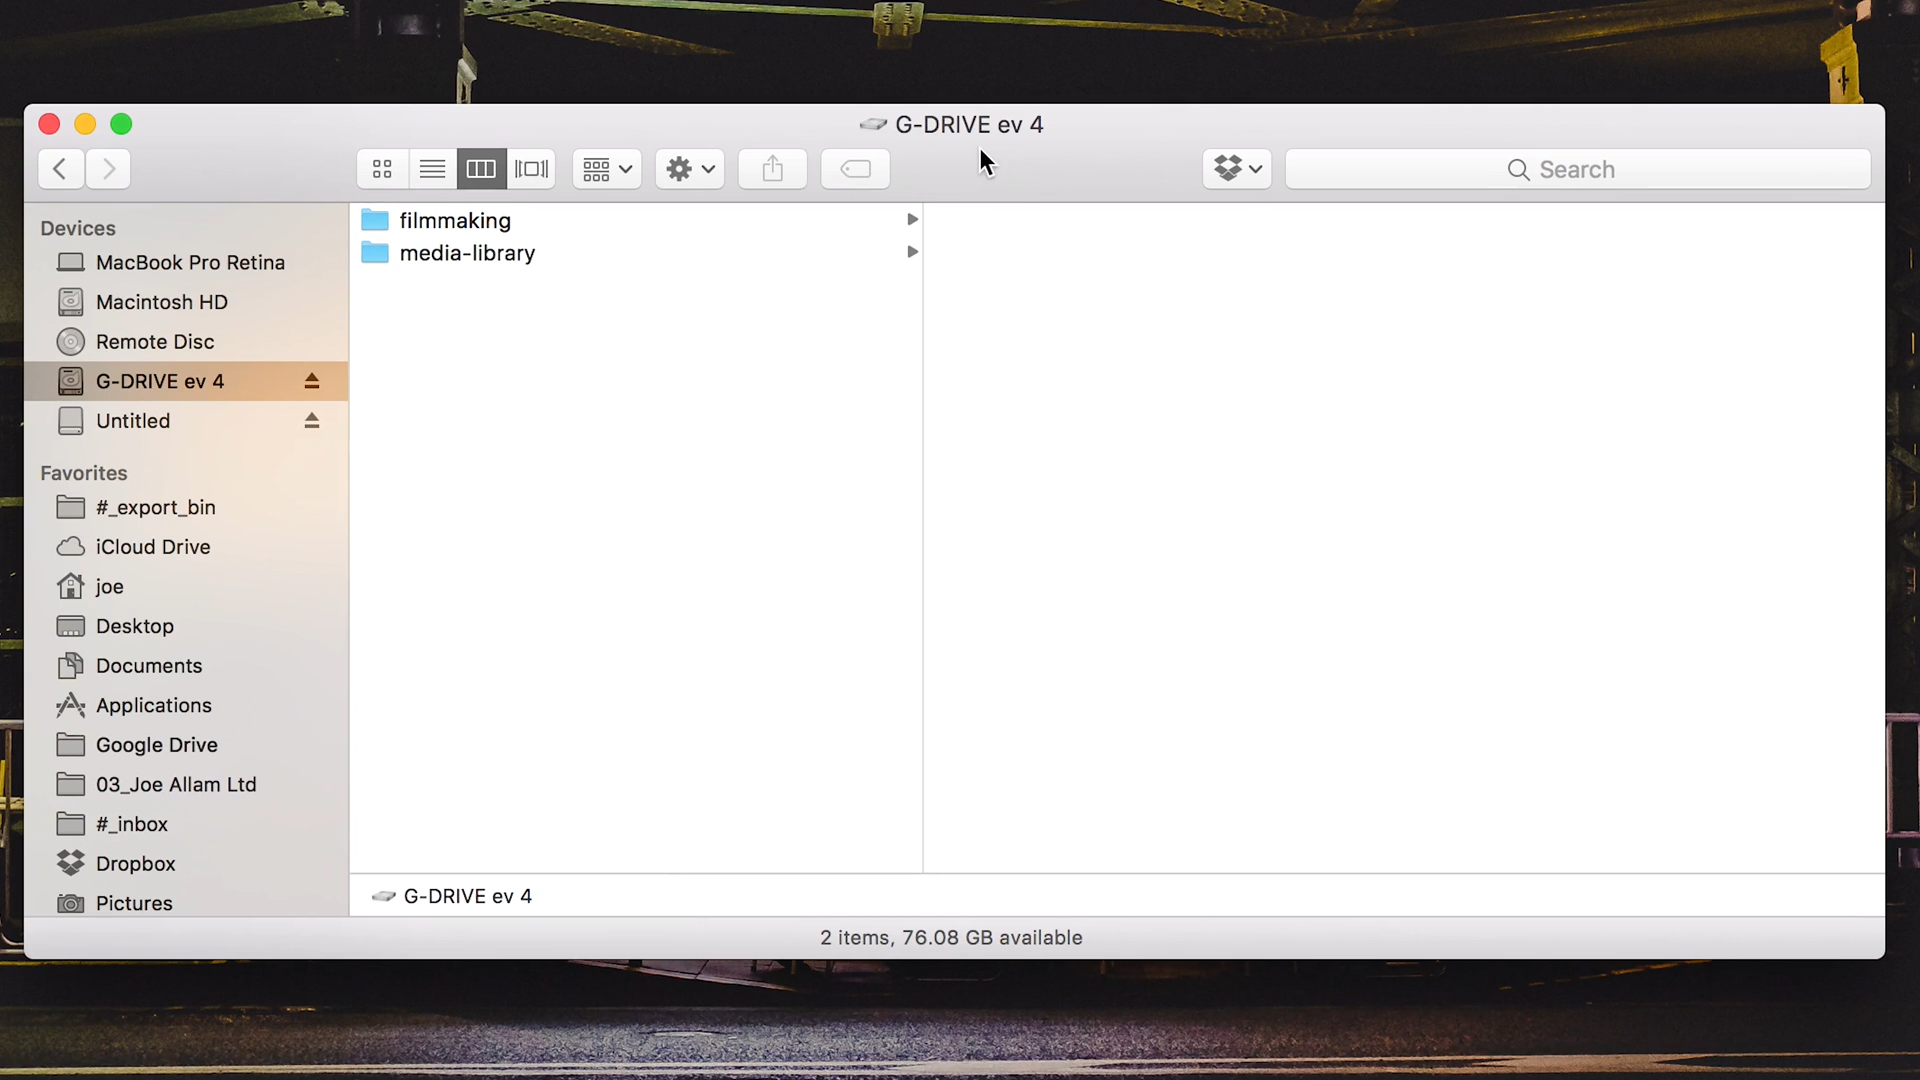 G-DRIVE ev 4
Search
Devices
MacBook Pro Retina
Macintosh HD
Remote Disc
G-DRIVE ev 4
Untitled
Favorites
#_export_bin
iCloud Drive
joe
Desktop
Documents
Applications
Google Drive
03_Joe Allam Ltd
#_inbox
Dropbox
Pictures
filmmaking
media-library
G-DRIVE ev 4
2 items, 76.08 GB available